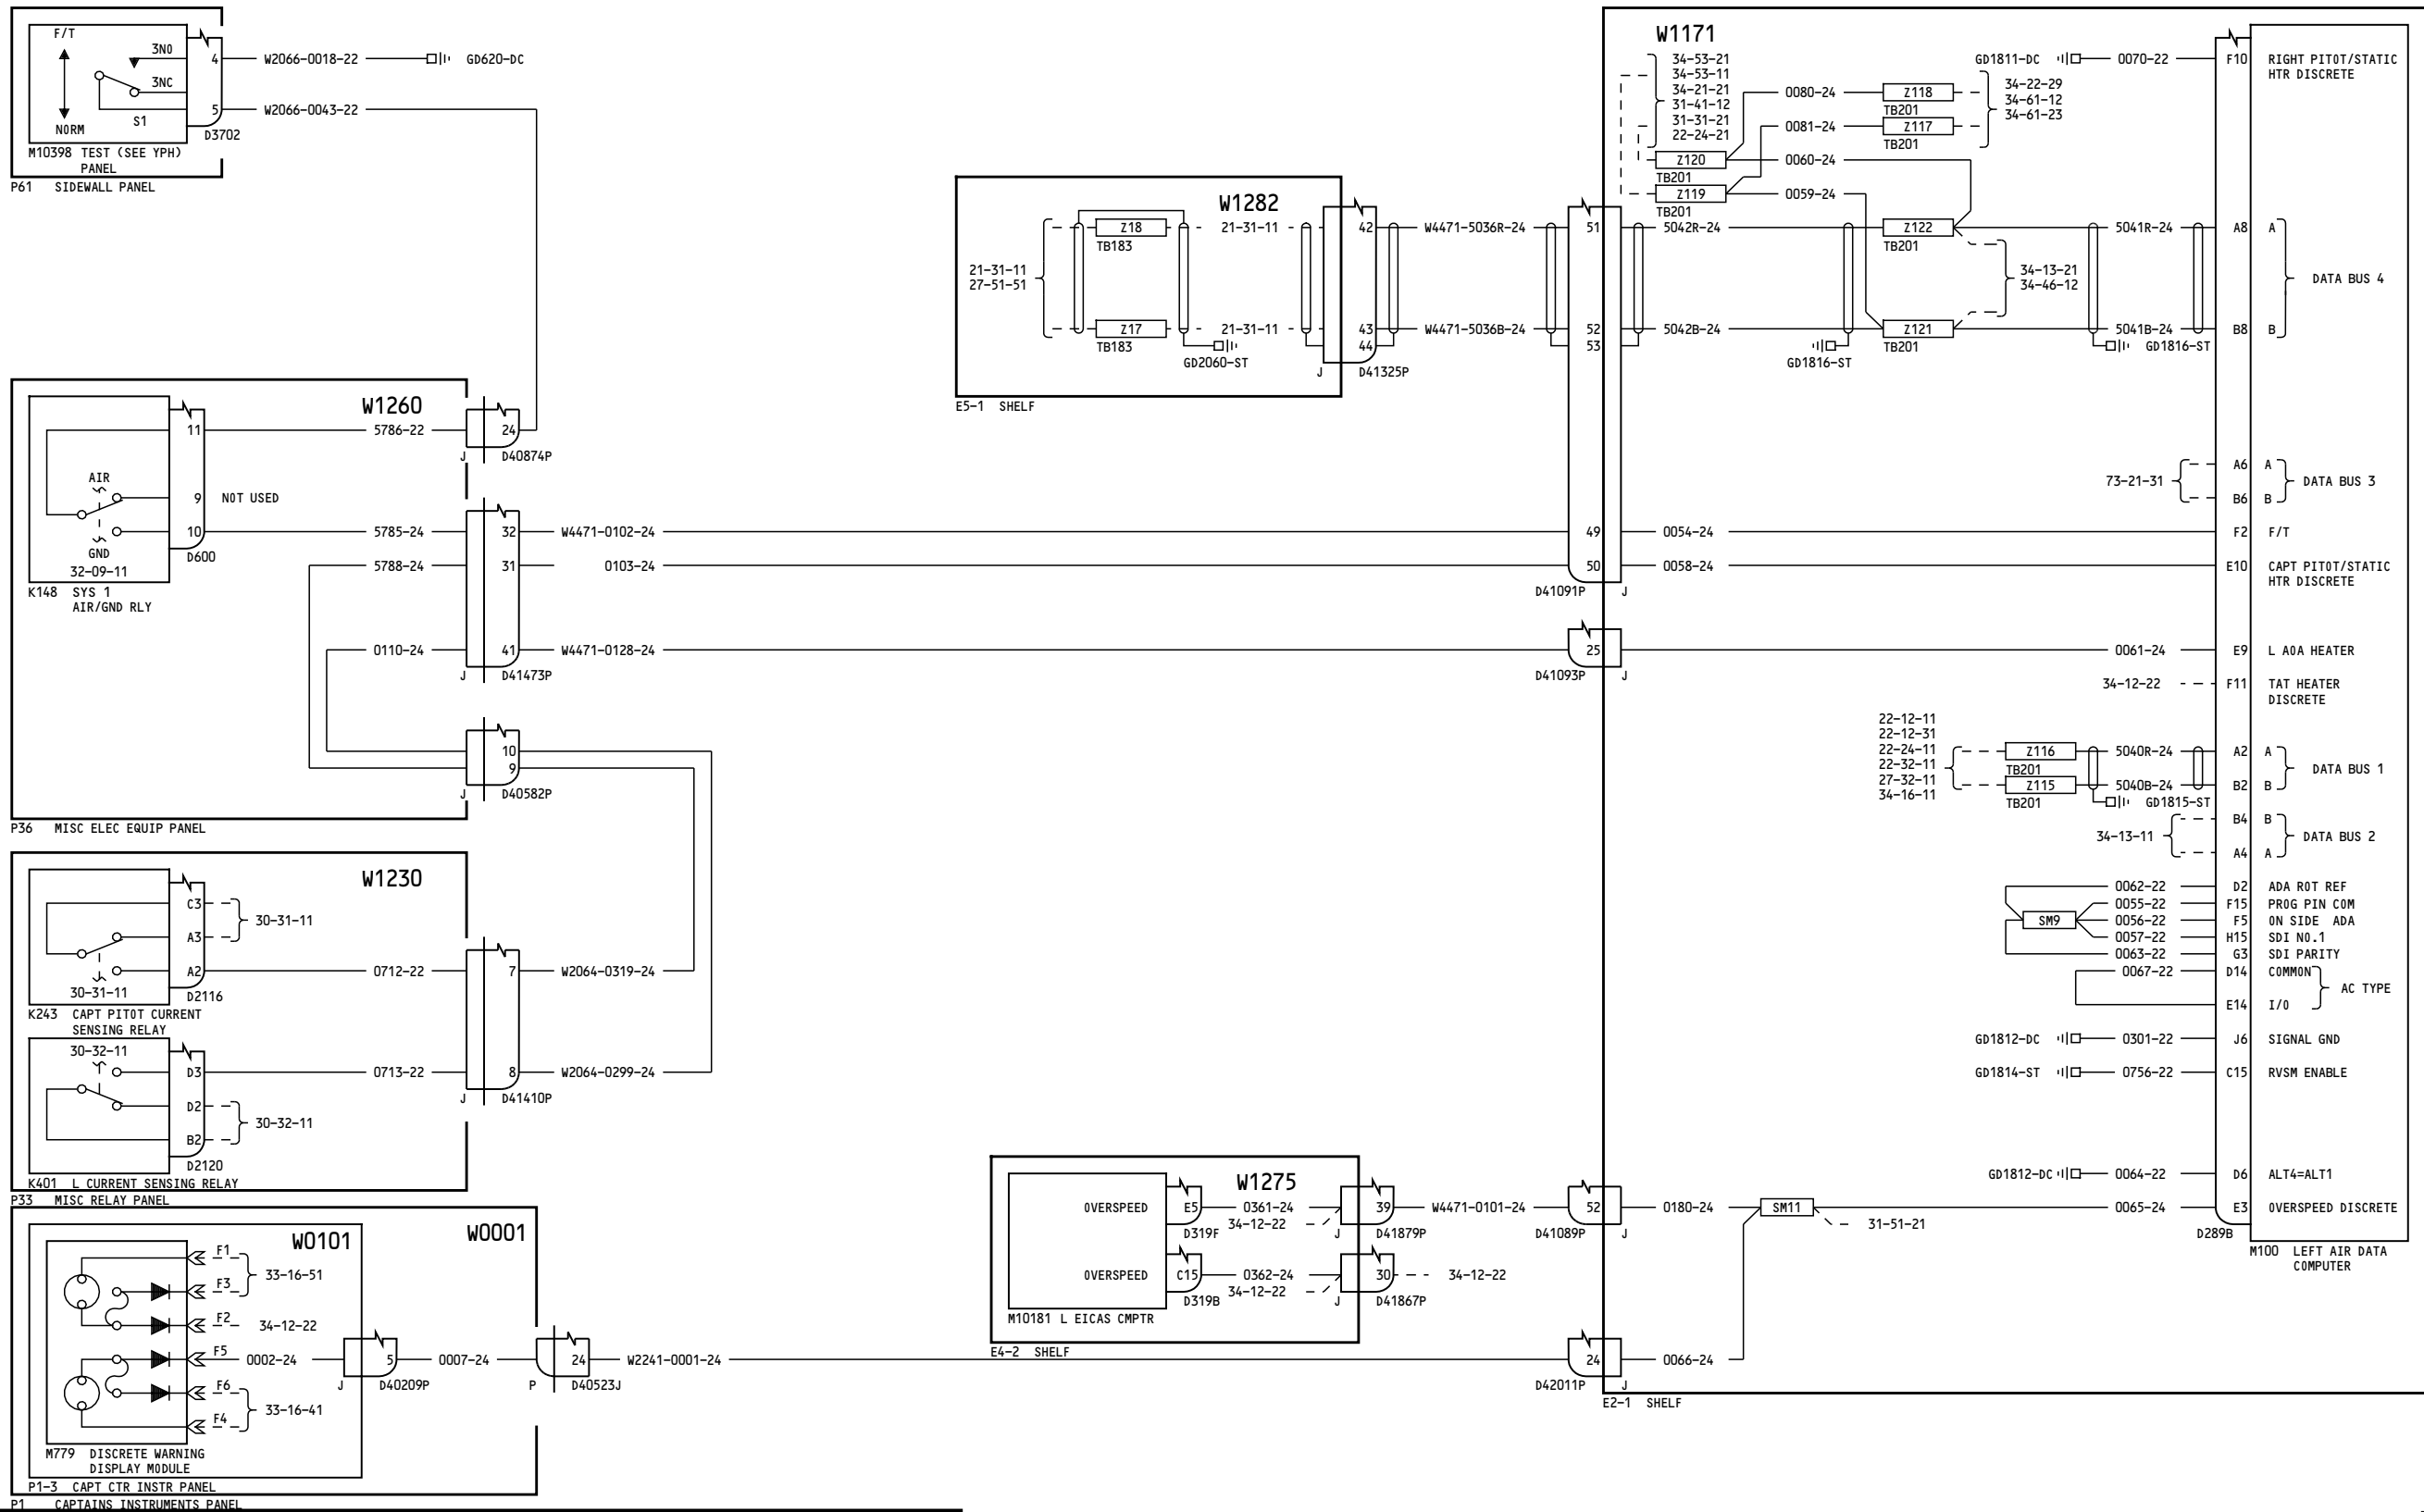 F/T
3NO
3NC
NORM
S1
4
5
D3702
W2066-0018-22
GD620-DC
W2066-0043-22
M10398 TEST (SEE YPH)
PANEL
P61 SIDEWALL PANEL
W1260
11
5786-22
24
J
D40874P
AIR
9
NOT USED
GND
10
D600
32-09-11
K148 SYS 1
AIR/GND RLY
5785-24
32
W4471-0102-24
5788-24
31
0103-24
0110-24
41
W4471-0128-24
J
D41473P
10
9
J
D40582P
P36 MISC ELEC EQUIP PANEL
W1230
C3
30-31-11
A3
A2
0712-22
7
W2064-0319-24
30-31-11
D2116
K243 CAPT PITOT CURRENT
SENSING RELAY
30-32-11
D3
0713-22
8
W2064-0299-24
J
D41410P
D2
30-32-11
B2
D2120
K401 L CURRENT SENSING RELAY
P33 MISC RELAY PANEL
W0101
W0001
F1
33-16-51
F3
F2
34-12-22
F5
0002-24
5
0007-24
24
W2241-0001-24
J
D40209P
P
D40523J
F6
33-16-41
F4
M779 DISCRETE WARNING
DISPLAY MODULE
P1-3 CAPT CTR INSTR PANEL
P1 CAPTAINS INSTRUMENTS PANEL
W1282
Z18
TB183
21-31-11
42
W4471-5036R-24
51
21-31-11
27-51-51
Z17
TB183
21-31-11
43
W4471-5036B-24
52
44
53
GD2060-ST
J
D41325P
E5-1 SHELF
49
50
D41091P
J
25
D41093P
J
W1275
OVERSPEED
E5
0361-24
39
W4471-0101-24
52
34-12-22
D319F
J
D41879P
D41089P
J
OVERSPEED
C15
0362-24
30
34-12-22
34-12-22
D319B
J
D41867P
M10181 L EICAS CMPTR
E4-2 SHELF
24
D42011P
J
W1171
34-53-21
34-53-11
34-21-21
31-41-12
31-31-21
22-24-21
Z120
TB201
Z119
TB201
0080-24
Z118
TB201
0081-24
Z117
TB201
34-22-29
34-61-12
34-61-23
0060-24
0059-24
5042R-24
Z122
TB201
5041R-24
34-13-21
34-46-12
5042B-24
Z121
TB201
5041B-24
GD1816-ST
GD1816-ST
GD1811-DC
0070-22
F10
RIGHT PITOT/STATIC
HTR DISCRETE
A8
A
DATA BUS 4
B8
B
73-21-31
A6
A
DATA BUS 3
B6
B
0054-24
F2
F/T
0058-24
E10
CAPT PITOT/STATIC
HTR DISCRETE
0061-24
E9
L AOA HEATER
34-12-22
F11
TAT HEATER
DISCRETE
22-12-11
22-12-31
22-24-11
22-32-11
27-32-11
34-16-11
Z116
TB201
5040R-24
A2
A
DATA BUS 1
Z115
TB201
5040B-24
B2
B
GD1815-ST
34-13-11
B4
B
DATA BUS 2
A4
A
SM9
0062-22
D2
ADA ROT REF
0055-22
F15
PROG PIN COM
0056-22
F5
ON SIDE ADA
0057-22
H15
SDI NO.1
0063-22
G3
SDI PARITY
0067-22
D14
COMMON
AC TYPE
E14
I/O
GD1812-DC
0301-22
J6
SIGNAL GND
GD1814-ST
0756-22
C15
RVSM ENABLE
GD1812-DC
0064-22
D6
ALT4=ALT1
0180-24
SM11
0065-24
E3
OVERSPEED DISCRETE
31-51-21
D289B
M100 LEFT AIR DATA
COMPUTER
0066-24
E2-1 SHELF